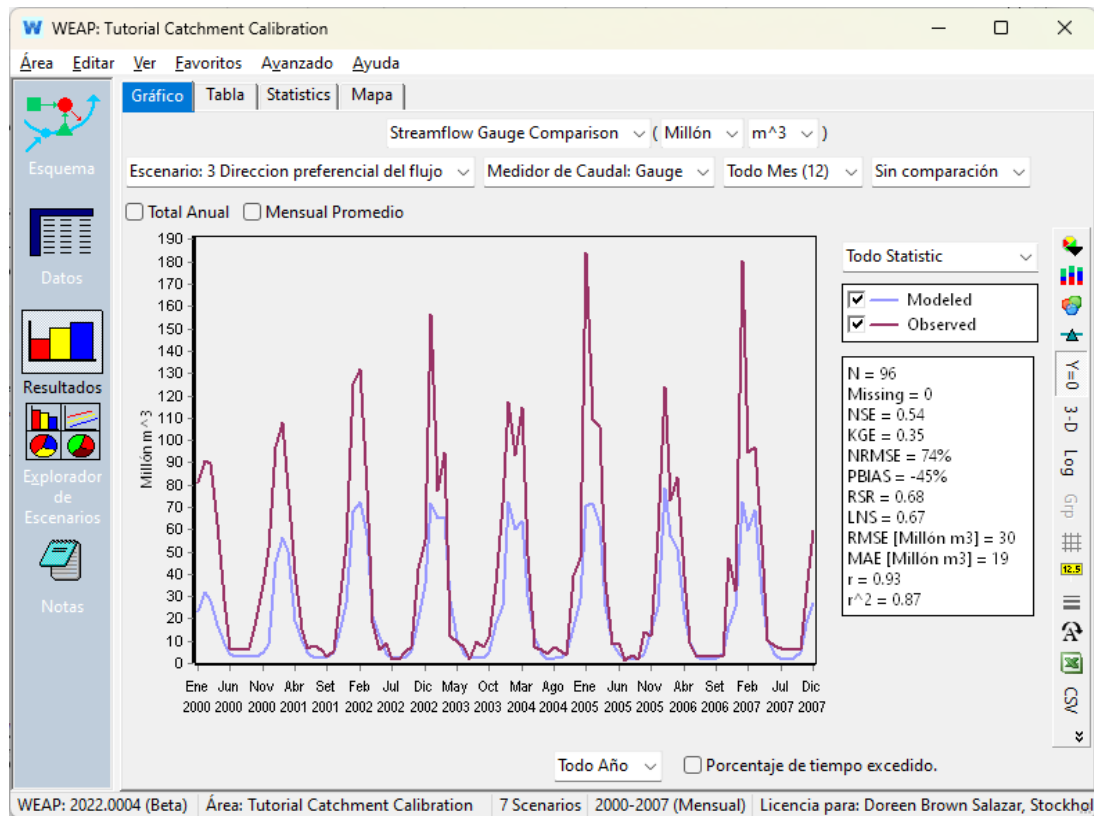 WEAP: Tutorial Catchment Calibration
Área Editar Ver Favoritos Avanzado Ayuda
Gráfico Tabla Statistics Mapa
Streamflow Gauge Comparison ( Millón m^3 )
Escenario: 3 Direccion preferencial del flujo Medidor de Caudal: Gauge Todo Mes (12) Sin comparación
Total Anual Mensual Promedio
Esquema
Datos
Resultados
Explorador
de
Escenarios
Notas
Millón m^3
190
180
170
160
150
140
130
120
110
100
90
80
70
60
50
40
30
20
10
0
Ene Jun Nov Abr Set Feb Jul Dic May Oct Mar Ago Ene Jun Nov Abr Set Feb Jul Dic
2000 2000 2000 2001 2001 2002 2002 2002 2003 2003 2004 2004 2005 2005 2005 2006 2006 2007 2007 2007
Todo Statistic
Modeled
Observed
N = 96
Missing = 0
NSE = 0.54
KGE = 0.35
NRMSE = 74%
PBIAS = -45%
RSR = 0.68
LNS = 0.67
RMSE [Millón m3] = 30
MAE [Millón m3] = 19
r = 0.93
r^2 = 0.87
Y=0
3-D
Log
Grp
12.5
A
CSV
Todo Año Porcentaje de tiempo excedido.
WEAP: 2022.0004 (Beta) Área: Tutorial Catchment Calibration 7 Scenarios 2000-2007 (Mensual) Licencia para: Doreen Brown Salazar, Stockhol